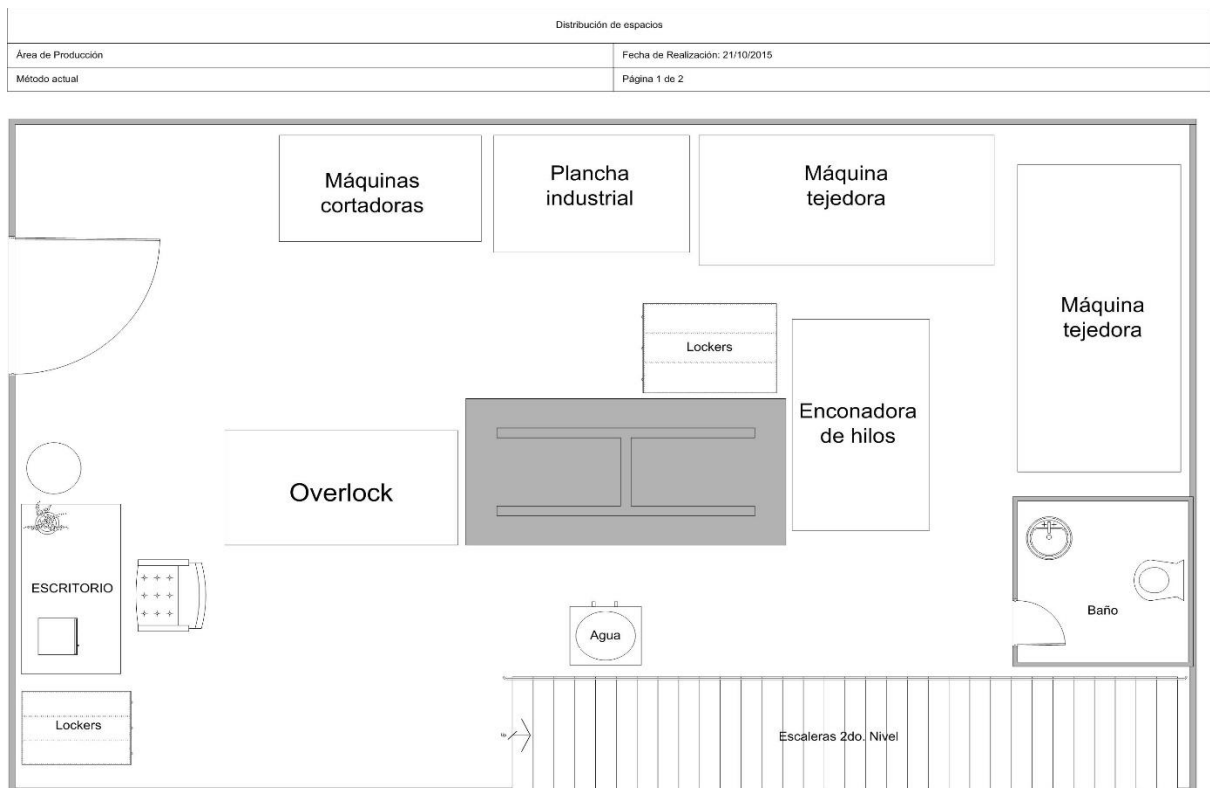 Distribución de espacios
Área de Producción
Fecha de Realización: 21/10/2015
Método actual
Página 1 de 2
Máquinas
cortadoras
Plancha
industrial
Máquina
tejedora
Máquina
tejedora
Lockers
Enconadora
de hilos
Overlock
ESCRITORIO
Agua
Baño
Lockers
Escaleras 2do. Nivel